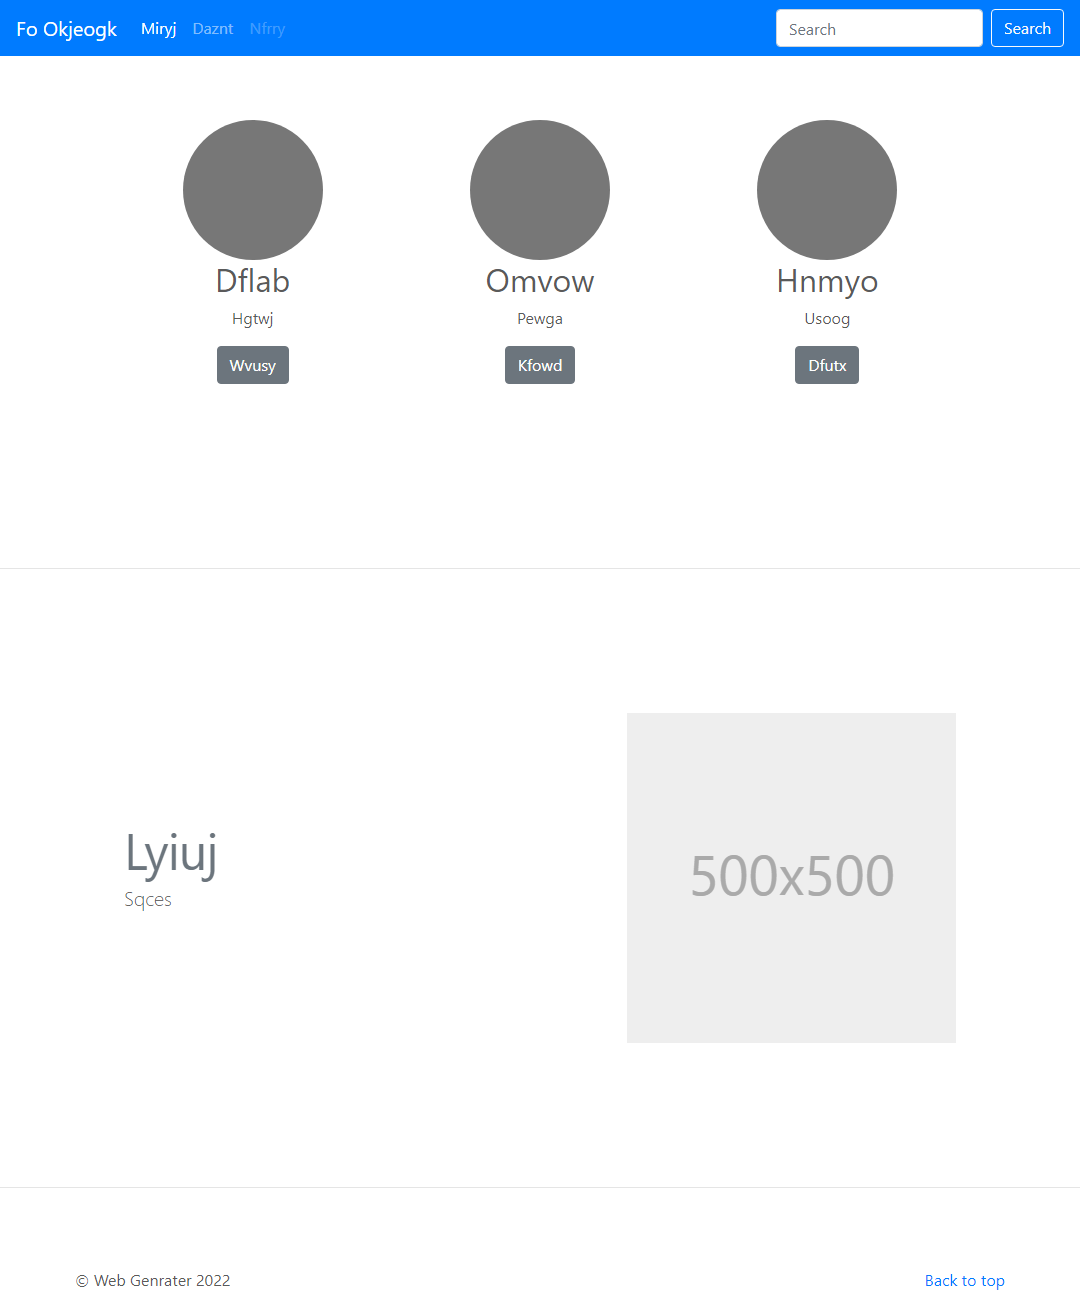 Fo Okjeogk Miryj Daznt Nfrry Search Search
Dflab Omvow Hnmyo
Hgtwj Pewga Usoog
Wvusy Kfowd Dfutx
Lyiuj
Sqces
500x500
© Web Genrater 2022 Back to top